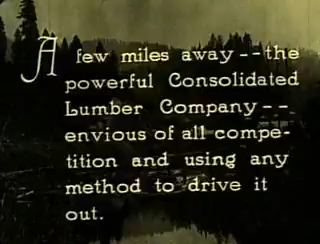 A few miles away--the
powerful Consolidated
Lumber Company--
envious of all compe-
tition and using any
method to drive it
out.